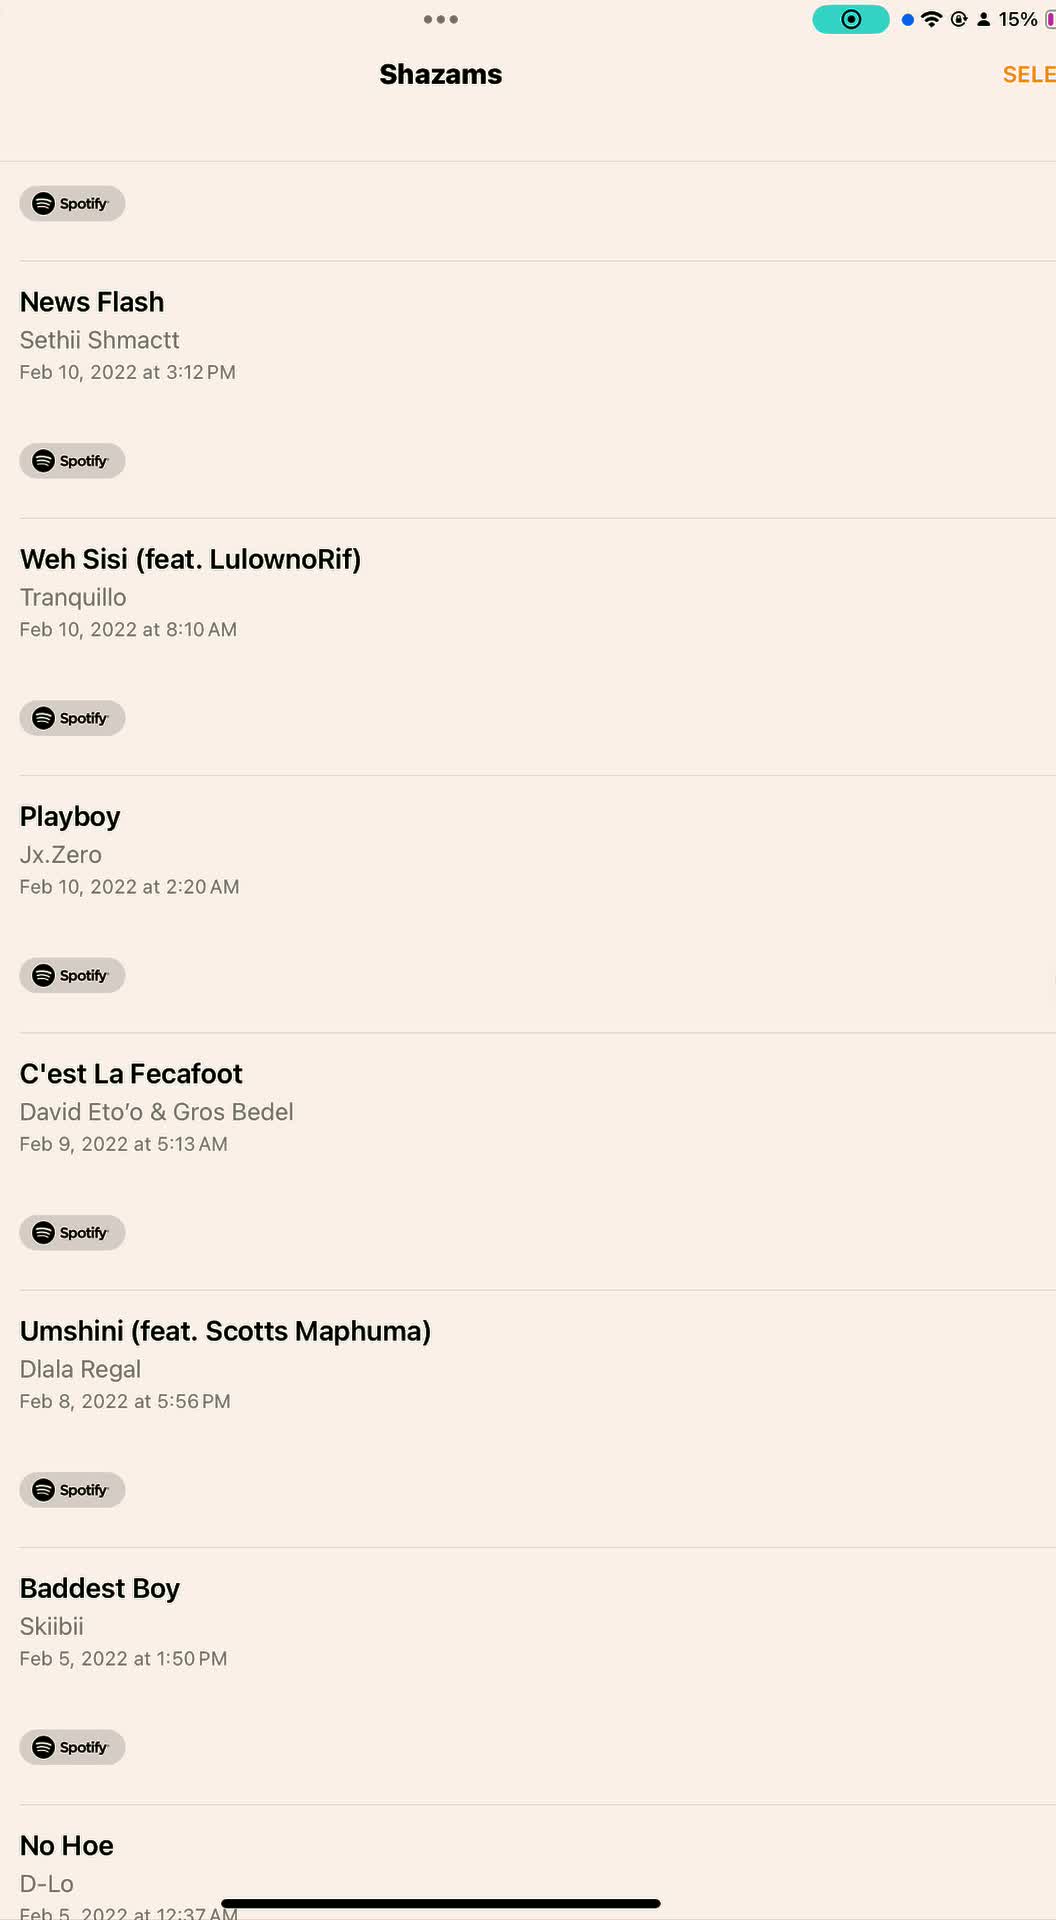 15%
Shazams
SELE
Spotify
News Flash
Sethii Shmactt
Feb 10, 2022 at 3:12 PM
Spotify
Weh Sisi (feat. LulownoRif)
Tranquillo
Feb 10, 2022 at 8:10 AM
Spotify
Playboy
Jx.Zero
Feb 10, 2022 at 2:20 AM
Spotify
C'est La Fecafoot
David Eto’o & Gros Bedel
Feb 9, 2022 at 5:13 AM
Spotify
Umshini (feat. Scotts Maphuma)
Dlala Regal
Feb 8, 2022 at 5:56 PM
Spotify
Baddest Boy
Skiibii
Feb 5, 2022 at 1:50 PM
Spotify
No Hoe
D-Lo
Feb 5, 2022 at 12:37 AM